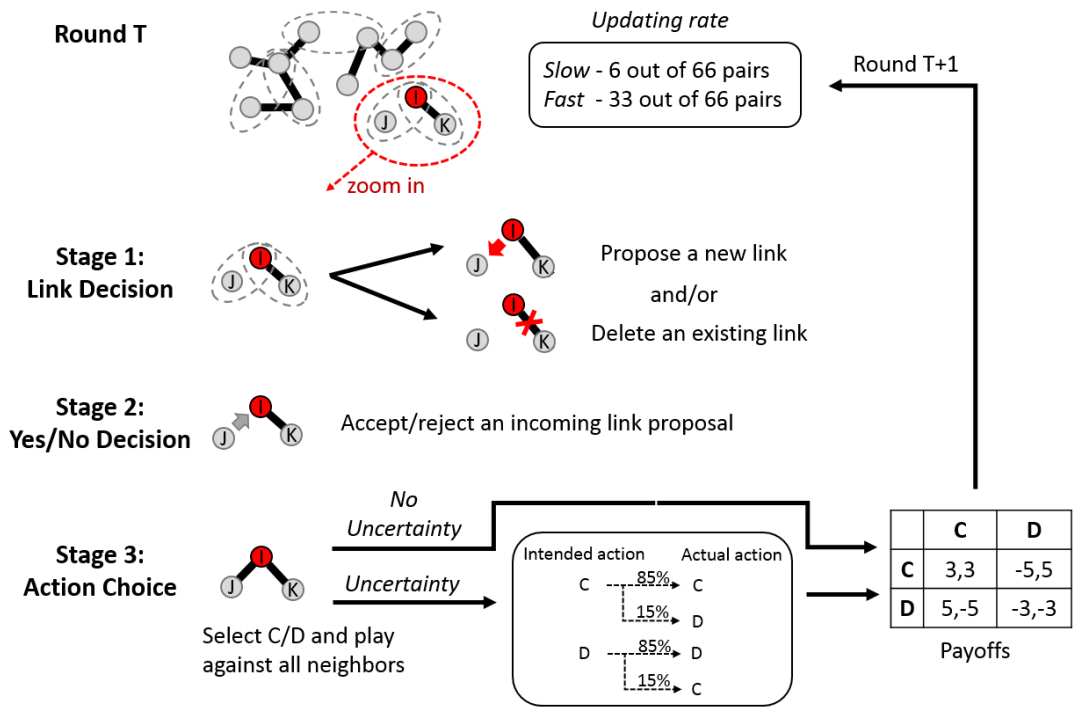 Round T
Updating rate
Slow - 6 out of 66 pairs
Fast - 33 out of 66 pairs
Round T+1
I
J
K
zoom in
Stage 1:
Link Decision
I
J
K
I
J
K
Propose a new link
and/or
I
J
K
Delete an existing link
Stage 2:
Yes/No Decision
I
J
K
Accept/reject an incoming link proposal
Stage 3:
Action Choice
I
J
K
Select C/D and play
against all neighbors
No
Uncertainty
Uncertainty
Intended action Actual action
C 85% C
15% D
D 85% D
15% C
C D
C 3,3 -5,5
D 5,-5 -3,-3
Payoffs